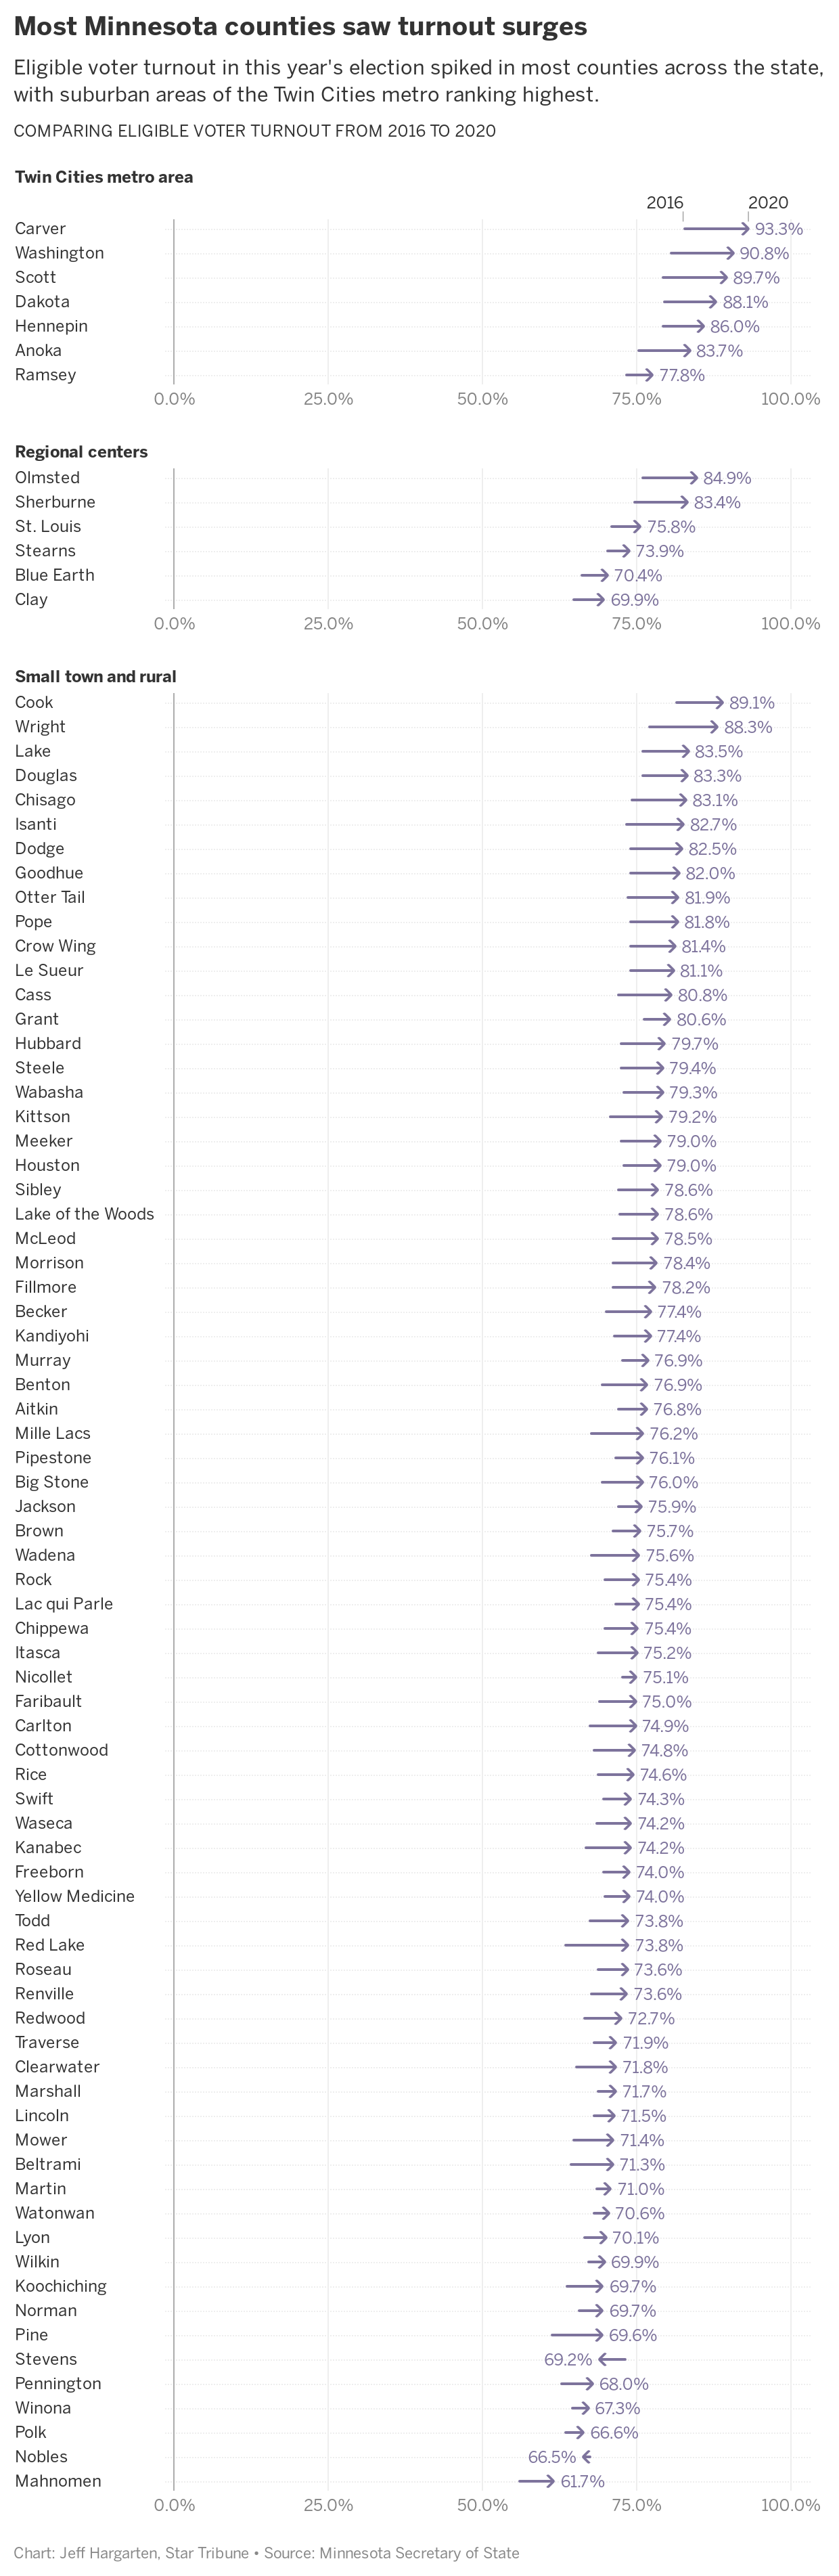 Most Minnesota counties saw turnout surges
Eligible voter turnout in this year's election spiked in most counties across the state,
with suburban areas of the Twin Cities metro ranking highest.
COMPARING ELIGIBLE VOTER TURNOUT FROM 2016 TO 2020
Twin Cities metro area
2016 2020
Carver 93.3%
Washington 90.8%
Scott 89.7%
Dakota 88.1%
Hennepin 86.0%
Anoka 83.7%
Ramsey 77.8%
0.0% 25.0% 50.0% 75.0% 100.0%
Regional centers
Olmsted 84.9%
Sherburne 83.4%
St. Louis 75.8%
Stearns 73.9%
Blue Earth 70.4%
Clay 69.9%
0.0% 25.0% 50.0% 75.0% 100.0%
Small town and rural
Cook 89.1%
Wright 88.3%
Lake 83.5%
Douglas 83.3%
Chisago 83.1%
Isanti 82.7%
Dodge 82.5%
Goodhue 82.0%
Otter Tail 81.9%
Pope 81.8%
Crow Wing 81.4%
Le Sueur 81.1%
Cass 80.8%
Grant 80.6%
Hubbard 79.7%
Steele 79.4%
Wabasha 79.3%
Kittson 79.2%
Meeker 79.0%
Houston 79.0%
Sibley 78.6%
Lake of the Woods 78.6%
McLeod 78.5%
Morrison 78.4%
Fillmore 78.2%
Becker 77.4%
Kandiyohi 77.4%
Murray 76.9%
Benton 76.9%
Aitkin 76.8%
Mille Lacs 76.2%
Pipestone 76.1%
Big Stone 76.0%
Jackson 75.9%
Brown 75.7%
Wadena 75.6%
Rock 75.4%
Lac qui Parle 75.4%
Chippewa 75.4%
Itasca 75.2%
Nicollet 75.1%
Faribault 75.0%
Carlton 74.9%
Cottonwood 74.8%
Rice 74.6%
Swift 74.3%
Waseca 74.2%
Kanabec 74.2%
Freeborn 74.0%
Yellow Medicine 74.0%
Todd 73.8%
Red Lake 73.8%
Roseau 73.6%
Renville 73.6%
Redwood 72.7%
Traverse 71.9%
Clearwater 71.8%
Marshall 71.7%
Lincoln 71.5%
Mower 71.4%
Beltrami 71.3%
Martin 71.0%
Watonwan 70.6%
Lyon 70.1%
Wilkin 69.9%
Koochiching 69.7%
Norman 69.7%
Pine 69.6%
Stevens 69.2%
Pennington 68.0%
Winona 67.3%
Polk 66.6%
Nobles 66.5%
Mahnomen 61.7%
0.0% 25.0% 50.0% 75.0% 100.0%
Chart: Jeff Hargarten, Star Tribune • Source: Minnesota Secretary of State